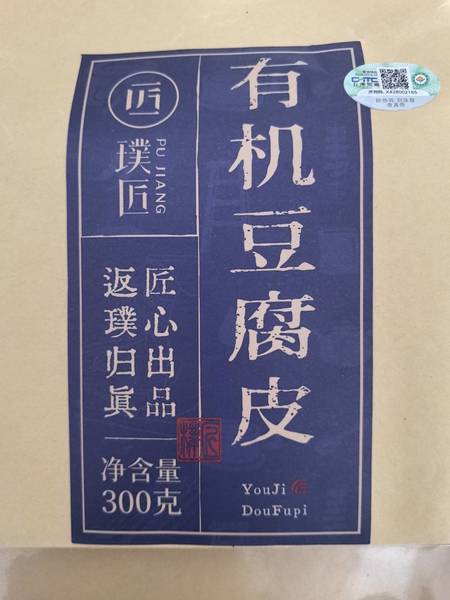 匠
璞匠
PU JIANG
有机豆腐皮
匠心出品
返璞归真
净含量
300克
YouJi
DouFupi